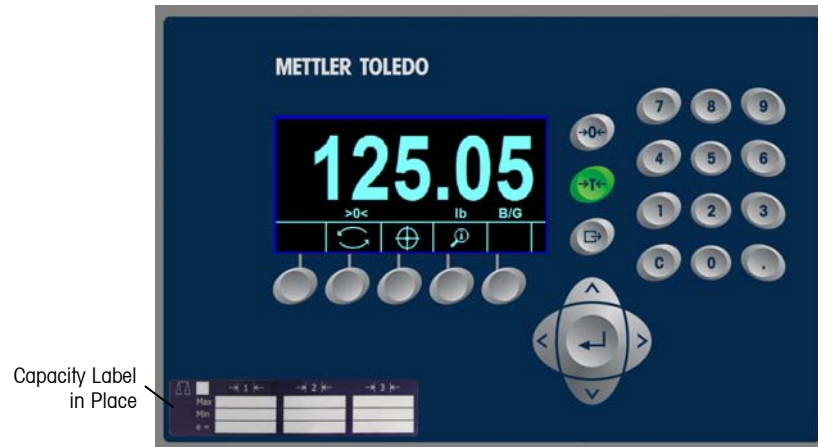 METTLER TOLEDO
125.05
>0< lb B/G
→0←
→T←
7 8 9
4 5 6
1 2 3
C 0 .
Capacity Label
in Place
→| 1 |← →| 2 |← →| 3 |←
Max
Min
e =